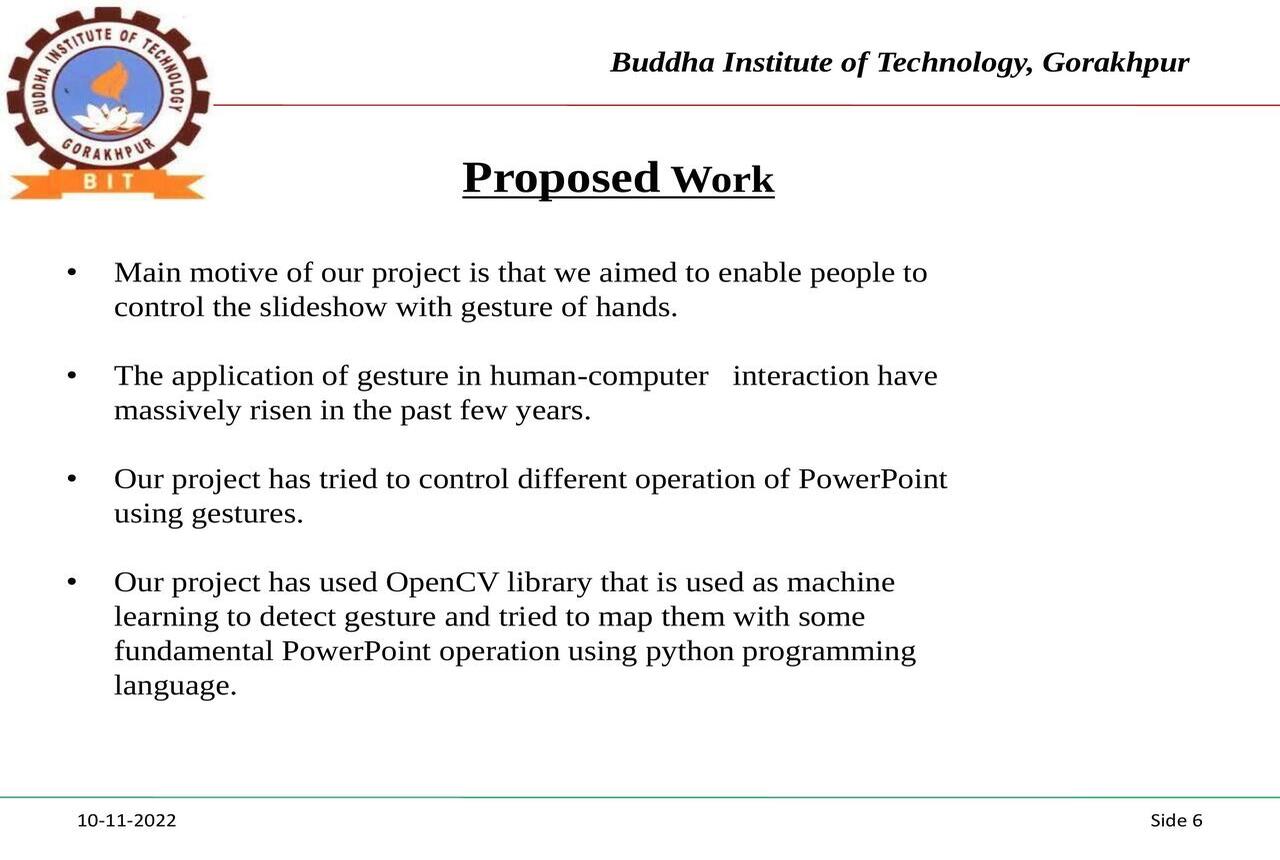 BUDDHA INSTITUTE OF TECHNOLOGY
GORAKHPUR
BIT
Buddha Institute of Technology, Gorakhpur
Proposed Work
• Main motive of our project is that we aimed to enable people to
control the slideshow with gesture of hands.
• The application of gesture in human-computer interaction have
massively risen in the past few years.
• Our project has tried to control different operation of PowerPoint
using gestures.
• Our project has used OpenCV library that is used as machine
learning to detect gesture and tried to map them with some
fundamental PowerPoint operation using python programming
language.
10-11-2022
Side 6